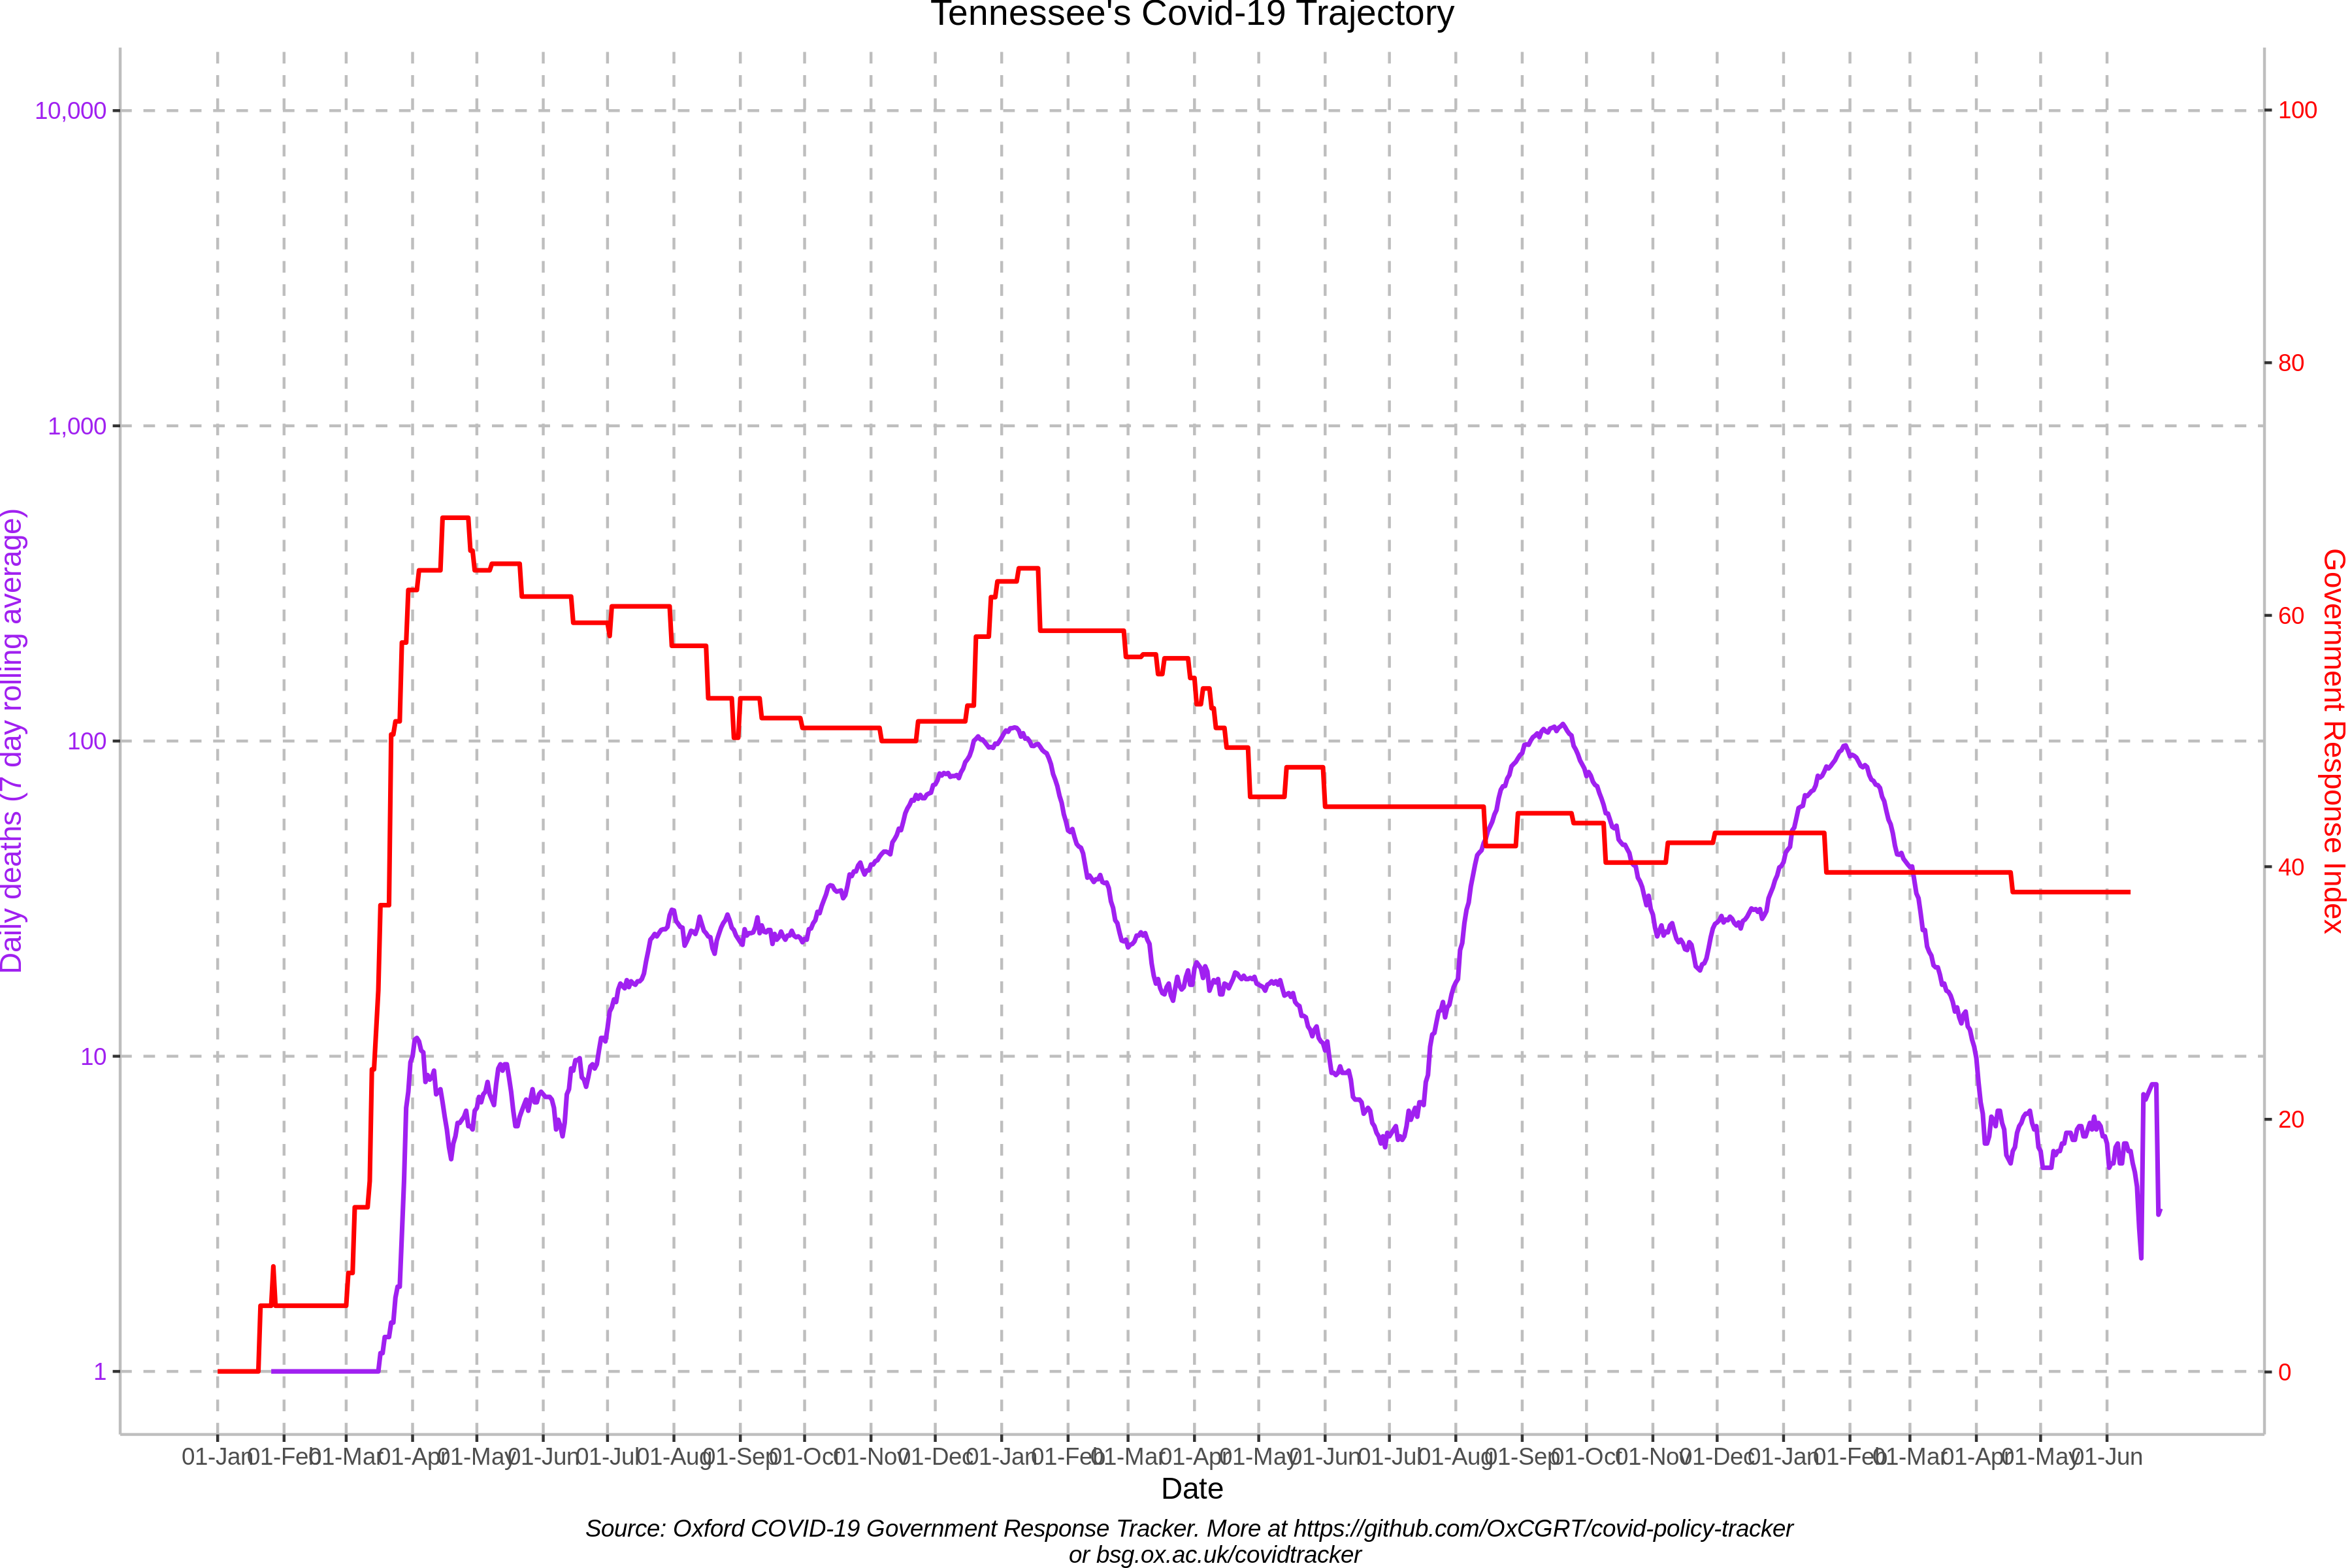 Tennessee's Covid-19 Trajectory
10,000
1,000
100
10
1
Daily deaths (7 day rolling average)
100
80
60
40
20
0
Government Response Index
01-Jan 01-Feb 01-Mar 01-Apr 01-May 01-Jun 01-Jul 01-Aug 01-Sep 01-Oct 01-Nov 01-Dec 01-Jan 01-Feb 01-Mar 01-Apr 01-May 01-Jun 01-Jul 01-Aug 01-Sep 01-Oct 01-Nov 01-Dec 01-Jan 01-Feb 01-Mar 01-Apr 01-May 01-Jun
Date
Source: Oxford COVID-19 Government Response Tracker. More at https://github.com/OxCGRT/covid-policy-tracker
or bsg.ox.ac.uk/covidtracker